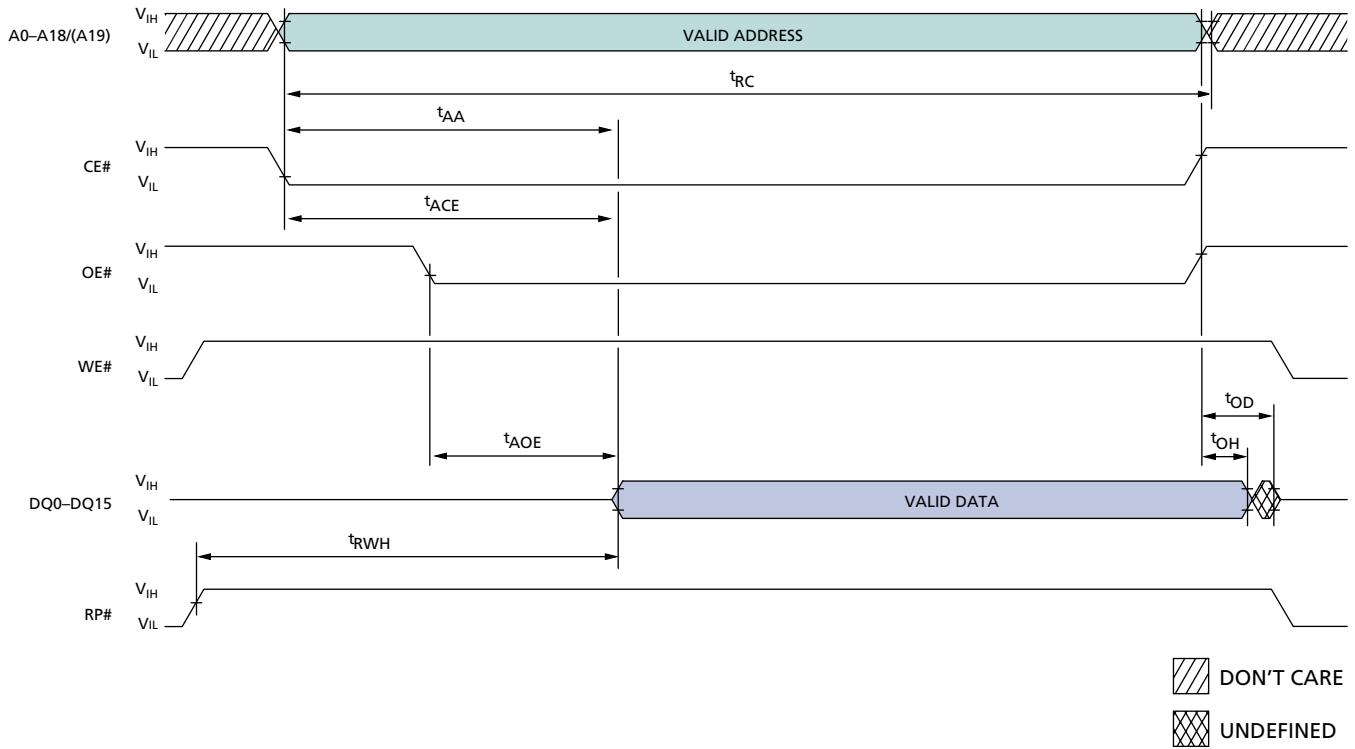 A0–A18/(A19)
VIH
VIL
VALID ADDRESS
tRC
tAA
CE#
VIH
VIL
tACE
OE#
VIH
VIL
WE#
VIH
VIL
tOD
tAOE
tOH
DQ0–DQ15
VIH
VIL
VALID DATA
tRWH
RP#
VIH
VIL
DON'T CARE
UNDEFINED